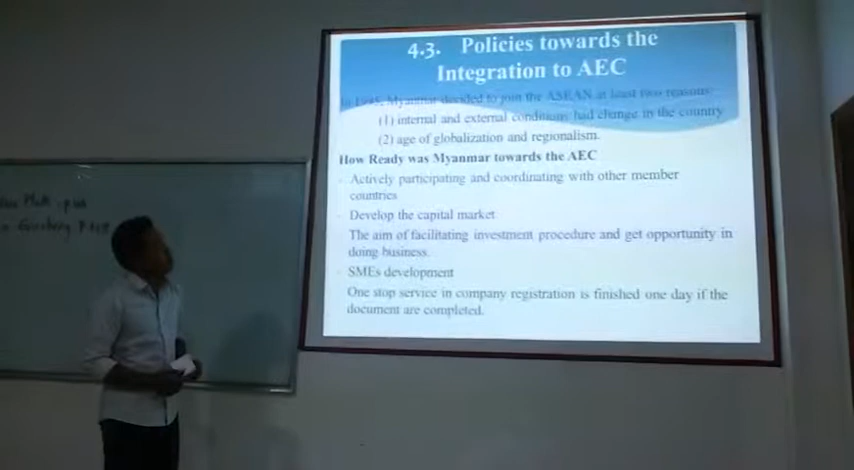 4.3. Policies towards the
Integration to AEC
In 1995, Myanmar decided to join the ASEAN at least two reasons:
(1) internal and external conditions had change in the country
(2) age of globalization and regionalism.
How Ready was Myanmar towards the AEC
- Actively participating and coordinating with other member
countries
- Develop the capital market
The aim of facilitating investment procedure and get opportunity in
doing business.
- SMEs development
One stop service in company registration is finished one day if the
document are completed.